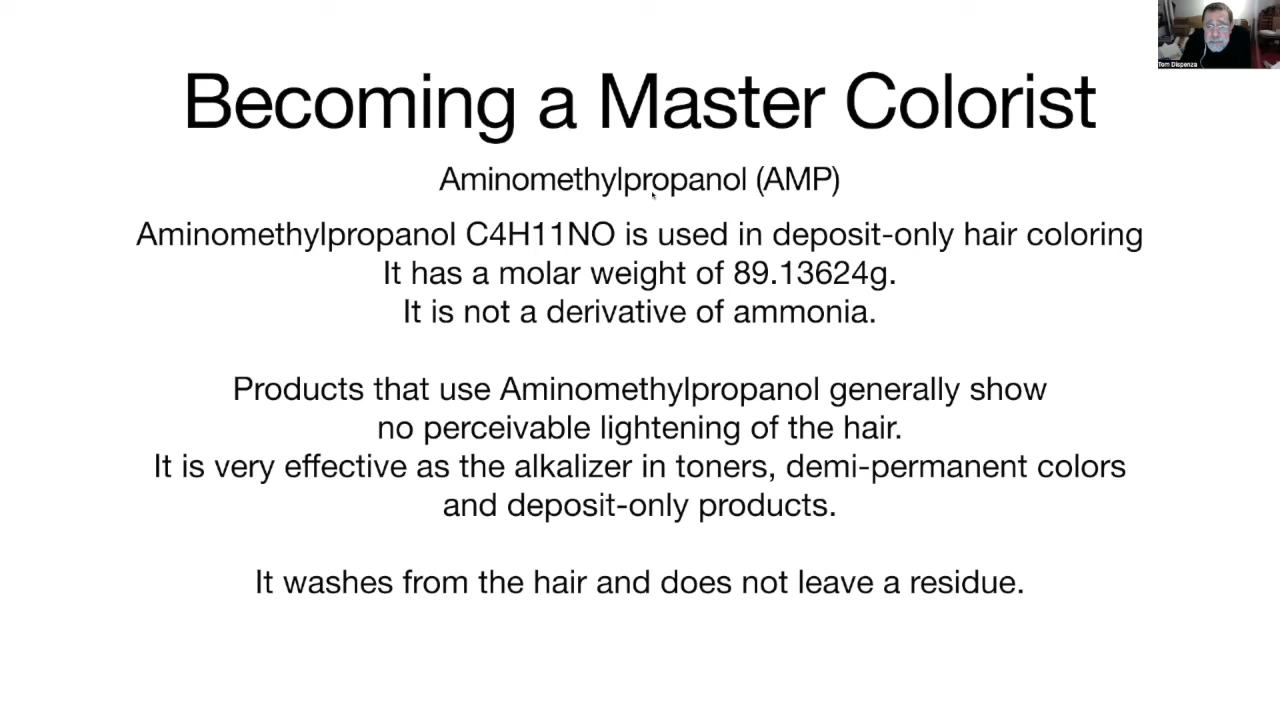 Becoming a Master Colorist
Aminomethylpropanol (AMP)
Aminomethylpropanol C4H11NO is used in deposit-only hair coloring
It has a molar weight of 89.13624g.
It is not a derivative of ammonia.
Products that use Aminomethylpropanol generally show
no perceivable lightening of the hair.
It is very effective as the alkalizer in toners, demi-permanent colors
and deposit-only products.
It washes from the hair and does not leave a residue.
Tom Dispenza